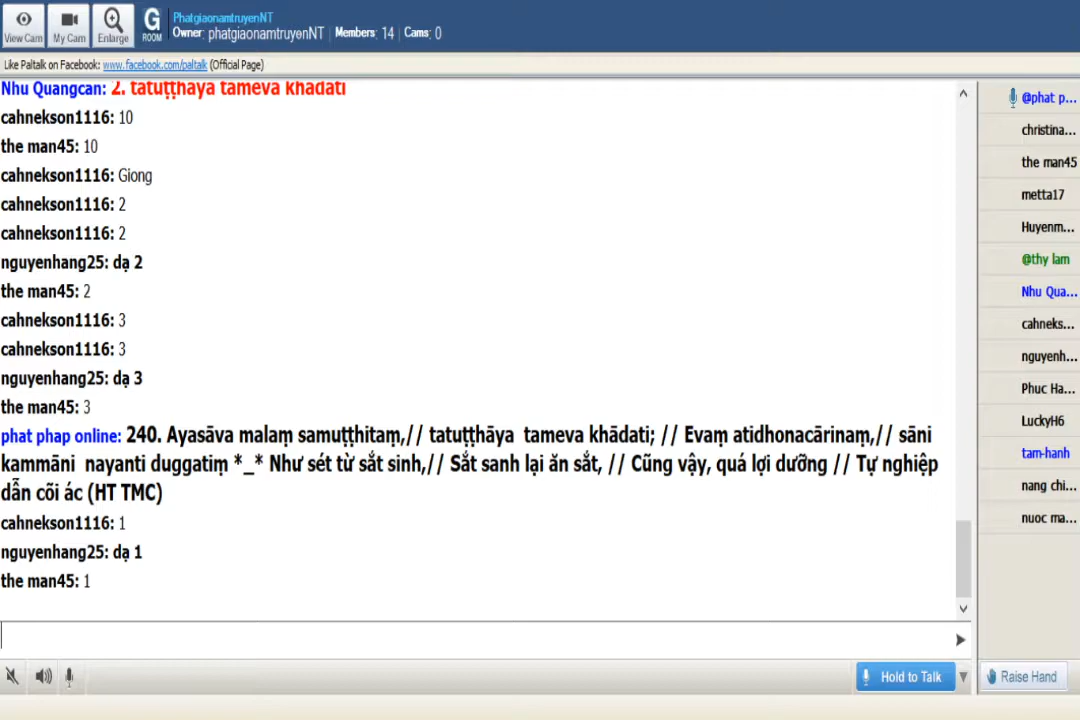 View Cam
My Cam
Enlarge
G
ROOM
PhatgiaonamtruyenNT
Owner: phatgiaonamtruyenNT | Members: 14 | Cams: 0
Like Paltalk on Facebook: www.facebook.com/paltalk (Official Page)
Nhu Quangcan: 2. tatuṭṭhaya tameva khadati
cahnekson1116: 10
the man45: 10
cahnekson1116: Giong
cahnekson1116: 2
cahnekson1116: 2
nguyenhang25: dạ 2
the man45: 2
cahnekson1116: 3
cahnekson1116: 3
nguyenhang25: dạ 3
the man45: 3
phat phap online: 240. Ayasāva malaṃ samuṭṭhitaṃ,// tatuṭṭhāya tameva khādati; // Evaṃ atidhonacārinaṃ,// sāni
kammāni nayanti duggatiṃ *_* Như sét từ sắt sinh,// Sắt sanh lại ăn sắt, // Cũng vậy, quá lợi dưỡng // Tự nghiệp
dẫn cõi ác (HT TMC)
cahnekson1116: 1
nguyenhang25: dạ 1
the man45: 1
@phat p...
christina...
the man45
metta17
Huyenm...
@thy lam
Nhu Qua...
cahneks...
nguyenh...
Phuc Ha...
LuckyH6
tam-hanh
nang chi...
nuoc ma...
Hold to Talk
Raise Hand